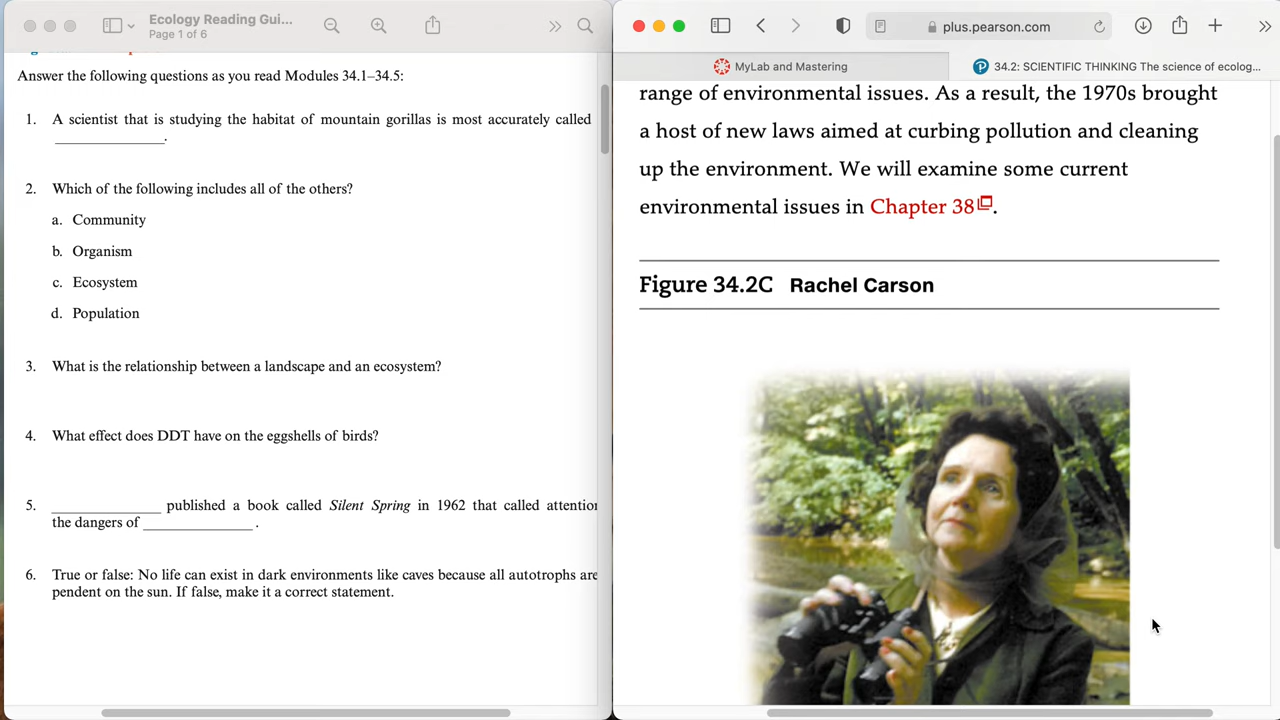 Ecology Reading Gui...
Page 1 of 6
Answer the following questions as you read Modules 34.1–34.5:
1. A scientist that is studying the habitat of mountain gorillas is most accurately called
____________.
2. Which of the following includes all of the others?
a. Community
b. Organism
c. Ecosystem
d. Population
3. What is the relationship between a landscape and an ecosystem?
4. What effect does DDT have on the eggshells of birds?
5. ____________ published a book called Silent Spring in 1962 that called attention
the dangers of ____________ .
6. True or false: No life can exist in dark environments like caves because all autotrophs are
pendent on the sun. If false, make it a correct statement.
plus.pearson.com
MyLab and Mastering
34.2: SCIENTIFIC THINKING The science of ecolog...
range of environmental issues. As a result, the 1970s brought
a host of new laws aimed at curbing pollution and cleaning
up the environment. We will examine some current
environmental issues in Chapter 38.
Figure 34.2C Rachel Carson